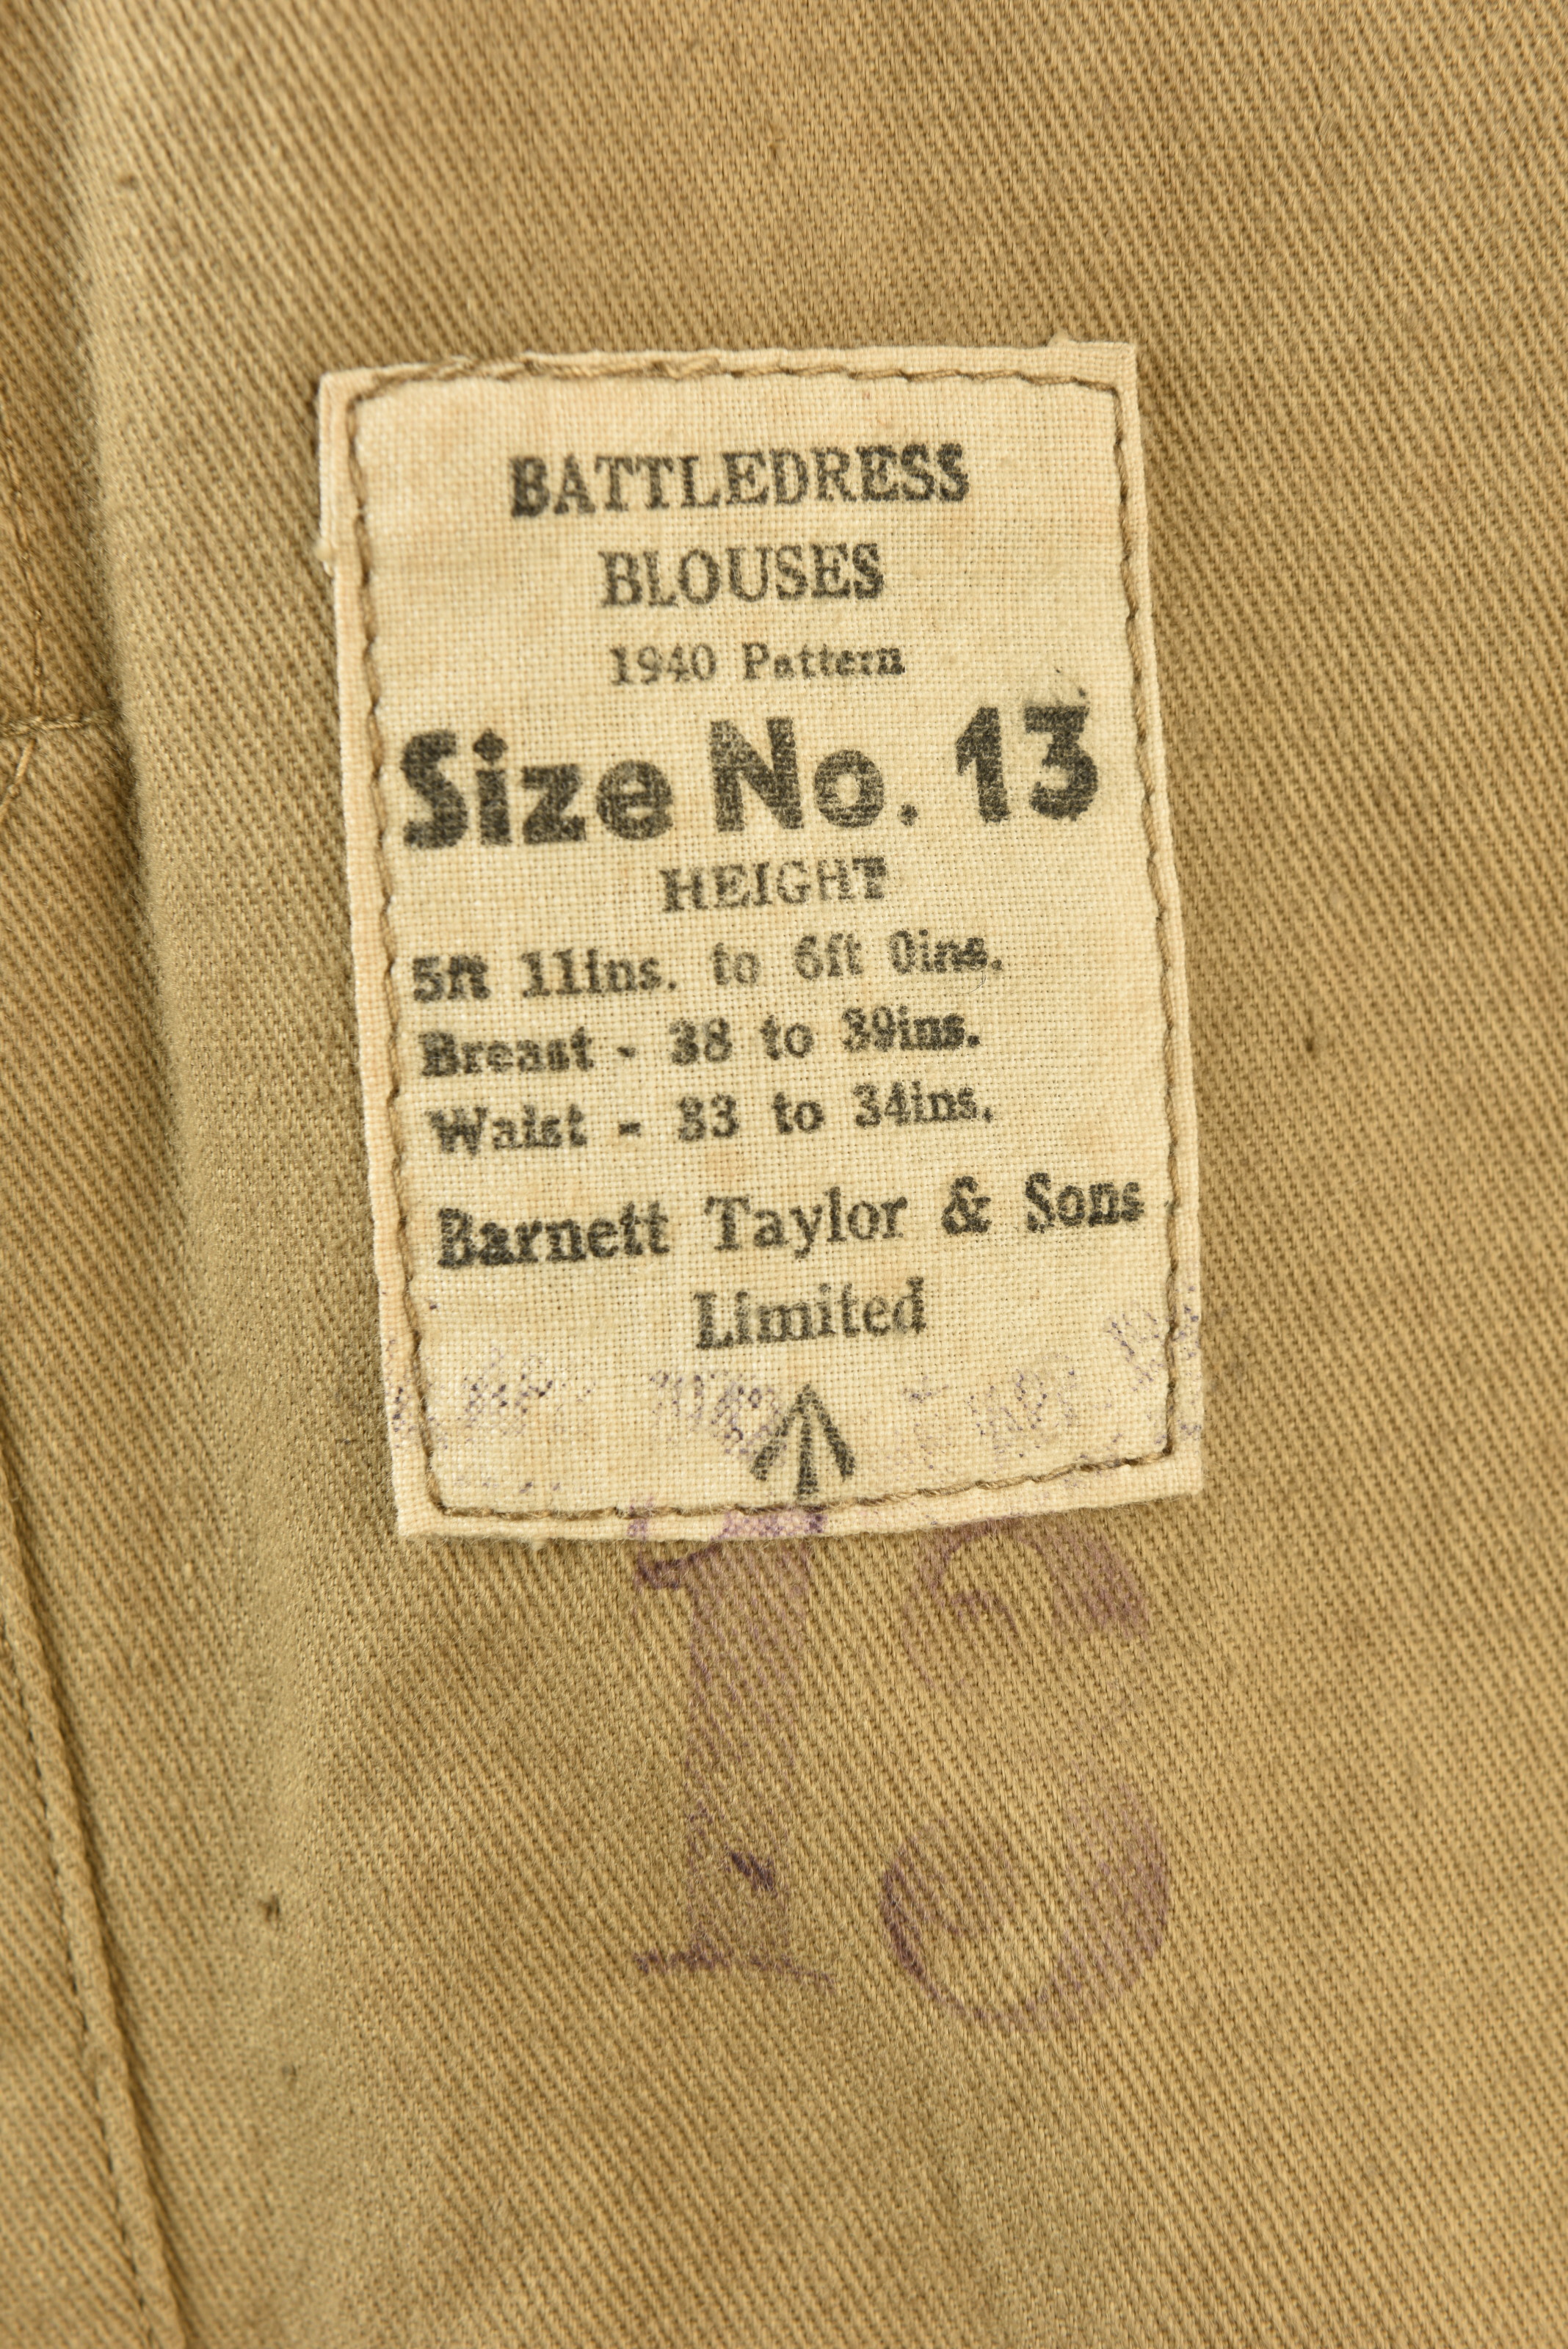 BATTLEDRESS
BLOUSES
1940 Pattern
Size No. 13
HEIGHT
5ft 11ins. to 6ft 0ins.
Breast - 38 to 39ins.
Waist - 33 to 34ins.
Barnett Taylor & Sons
Limited
13